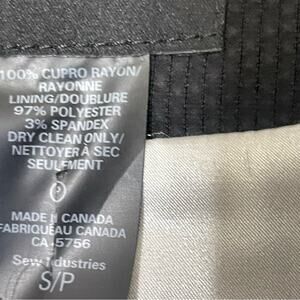 100% CUPRO RAYON/
RAYONNE
LINING/DOUBLURE
97% POLYESTER
3% SPANDEX
DRY CLEAN ONLY/
NETTOYER À SEC
SEULEMENT
MADE IN CANADA
FABRIQUÉ AU CANADA
CA 5756
Sew Industries
S/P